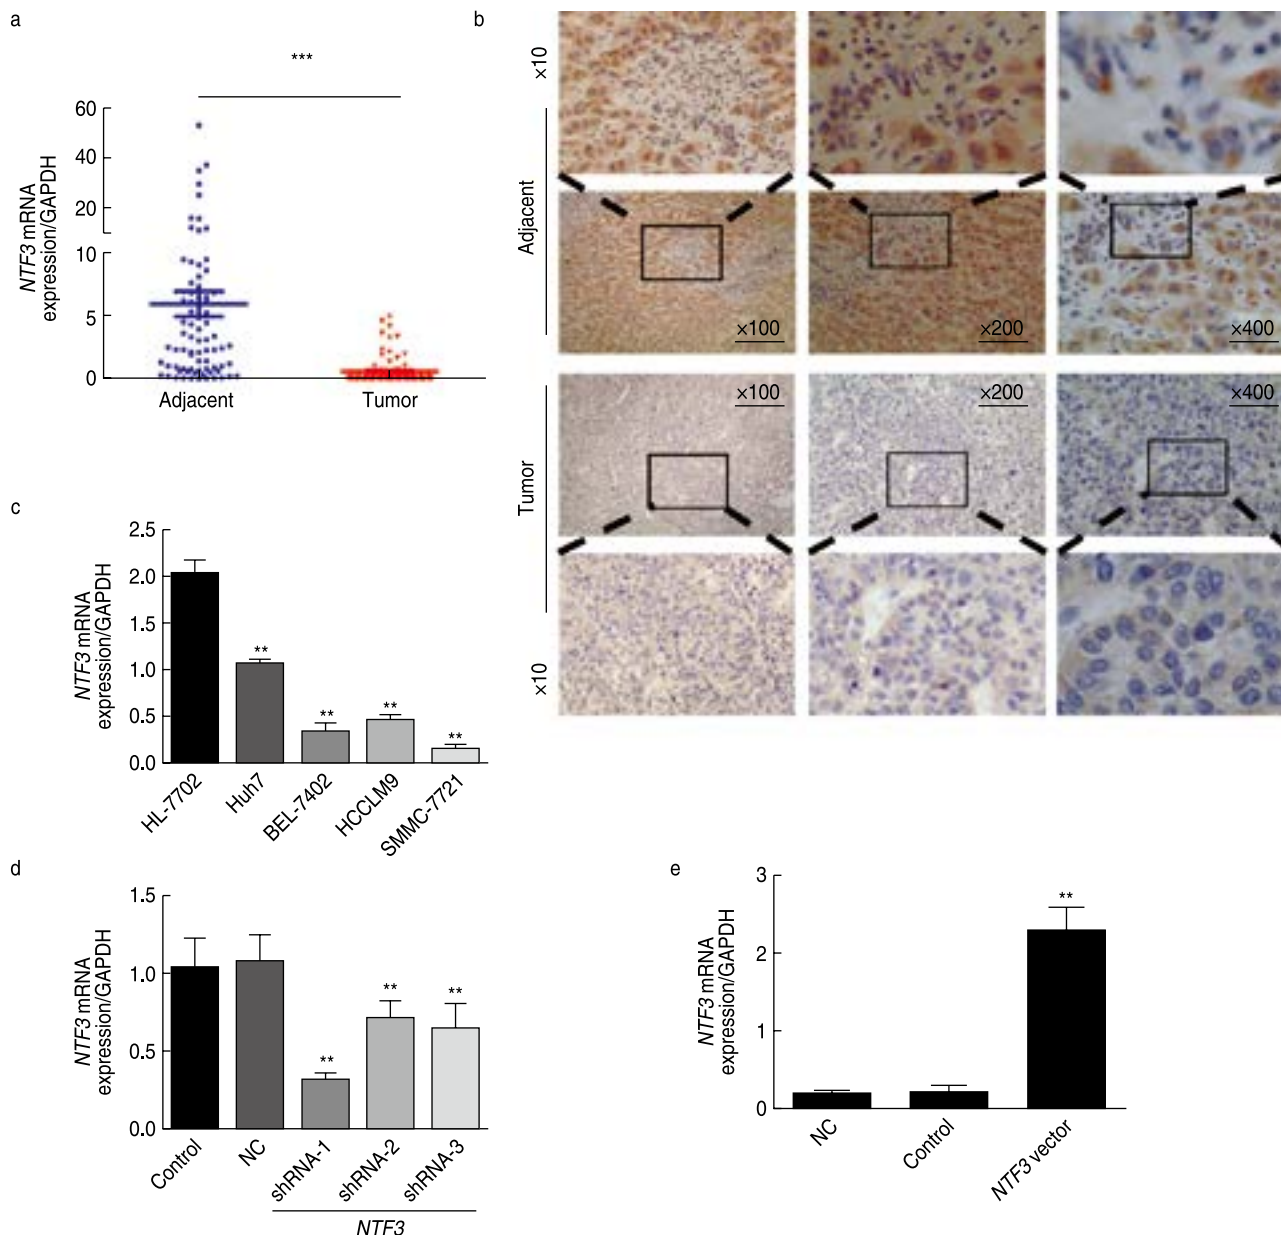 a
***
NTF3 mRNA
expression/GAPDH
60
40
20
10
5
0
Adjacent
Tumor
b
×10
Adjacent
×100
×200
×400
Tumor
×100
×200
×400
×10
c
NTF3 mRNA
expression/GAPDH
2.5
2.0
1.5
1.0
0.5
0.0
**
**
**
**
HL-7702
Huh7
BEL-7402
HCCLM9
SMMC-7721
d
NTF3 mRNA
expression/GAPDH
1.5
1.0
0.5
0.0
**
**
**
Control
NC
shRNA-1
shRNA-2
shRNA-3
NTF3
e
NTF3 mRNA
expression/GAPDH
3
2
1
0
**
NC
Control
NTF3 vector